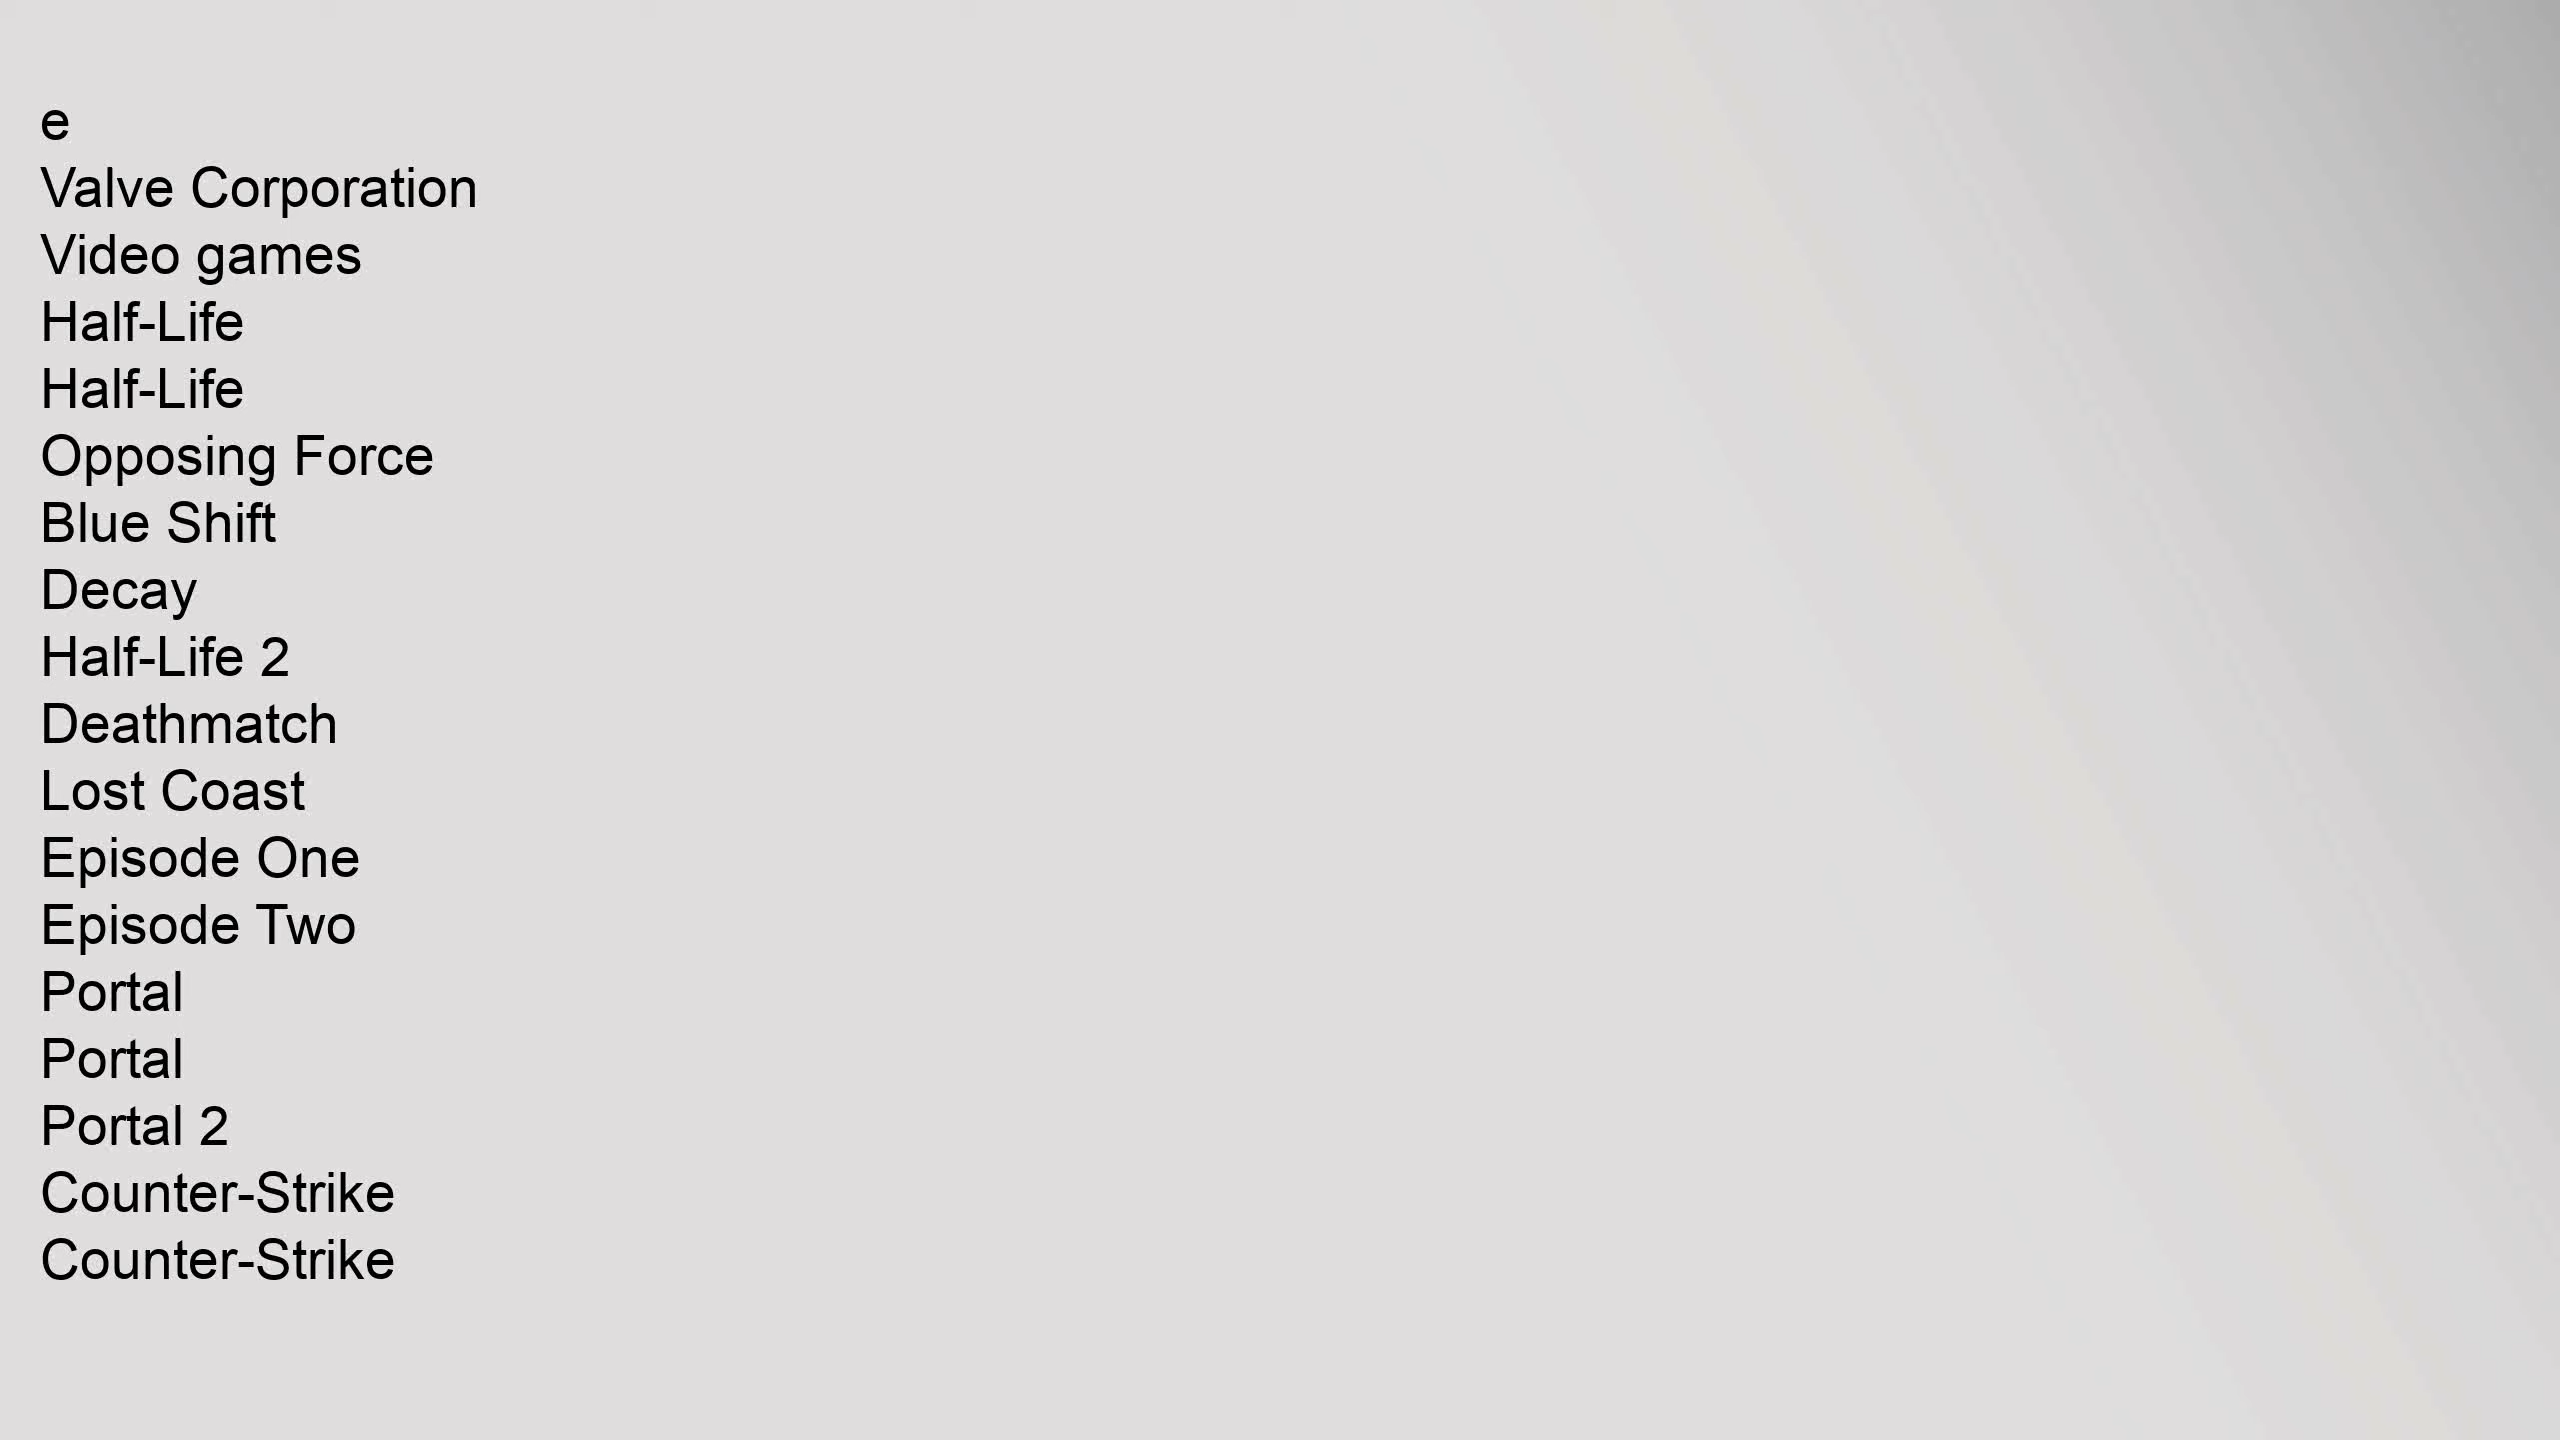 e
Valve Corporation
Video games
Half-Life
Half-Life
Opposing Force
Blue Shift
Decay
Half-Life 2
Deathmatch
Lost Coast
Episode One
Episode Two
Portal
Portal
Portal 2
Counter-Strike
Counter-Strike